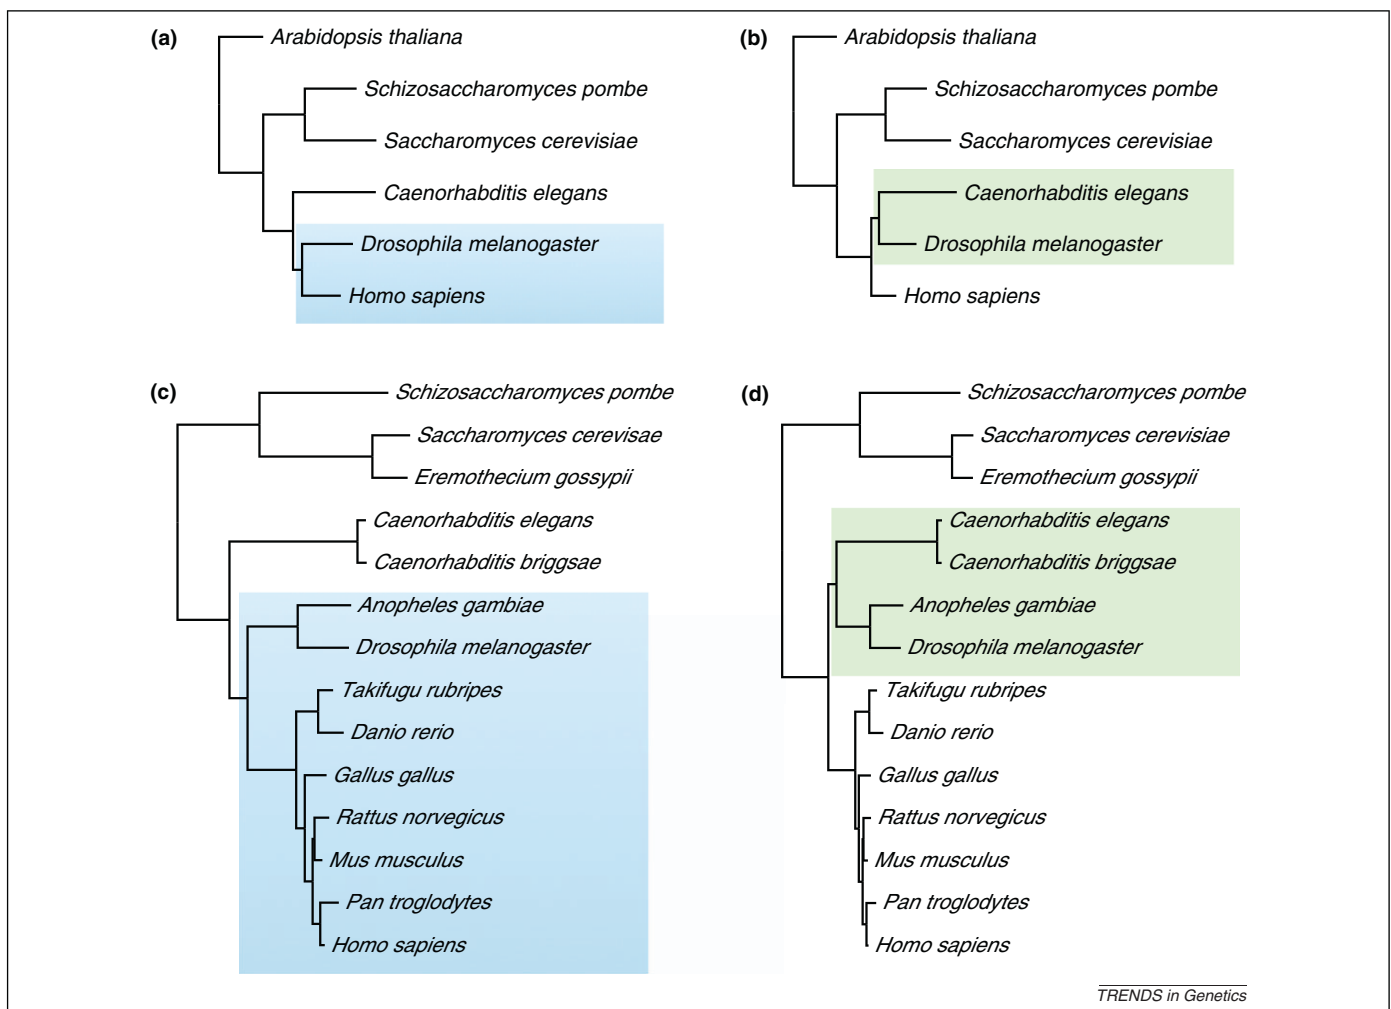 (a)
Arabidopsis thaliana
Schizosaccharomyces pombe
Saccharomyces cerevisiae
Caenorhabditis elegans
Drosophila melanogaster
Homo sapiens
(b)
Arabidopsis thaliana
Schizosaccharomyces pombe
Saccharomyces cerevisiae
Caenorhabditis elegans
Drosophila melanogaster
Homo sapiens
(c)
Schizosaccharomyces pombe
Saccharomyces cerevisae
Eremothecium gossypii
Caenorhabditis elegans
Caenorhabditis briggsae
Anopheles gambiae
Drosophila melanogaster
Takifugu rubripes
Danio rerio
Gallus gallus
Rattus norvegicus
Mus musculus
Pan troglodytes
Homo sapiens
(d)
Schizosaccharomyces pombe
Saccharomyces cerevisiae
Eremothecium gossypii
Caenorhabditis elegans
Caenorhabditis briggsae
Anopheles gambiae
Drosophila melanogaster
Takifugu rubripes
Danio rerio
Gallus gallus
Rattus norvegicus
Mus musculus
Pan troglodytes
Homo sapiens
TRENDS in Genetics